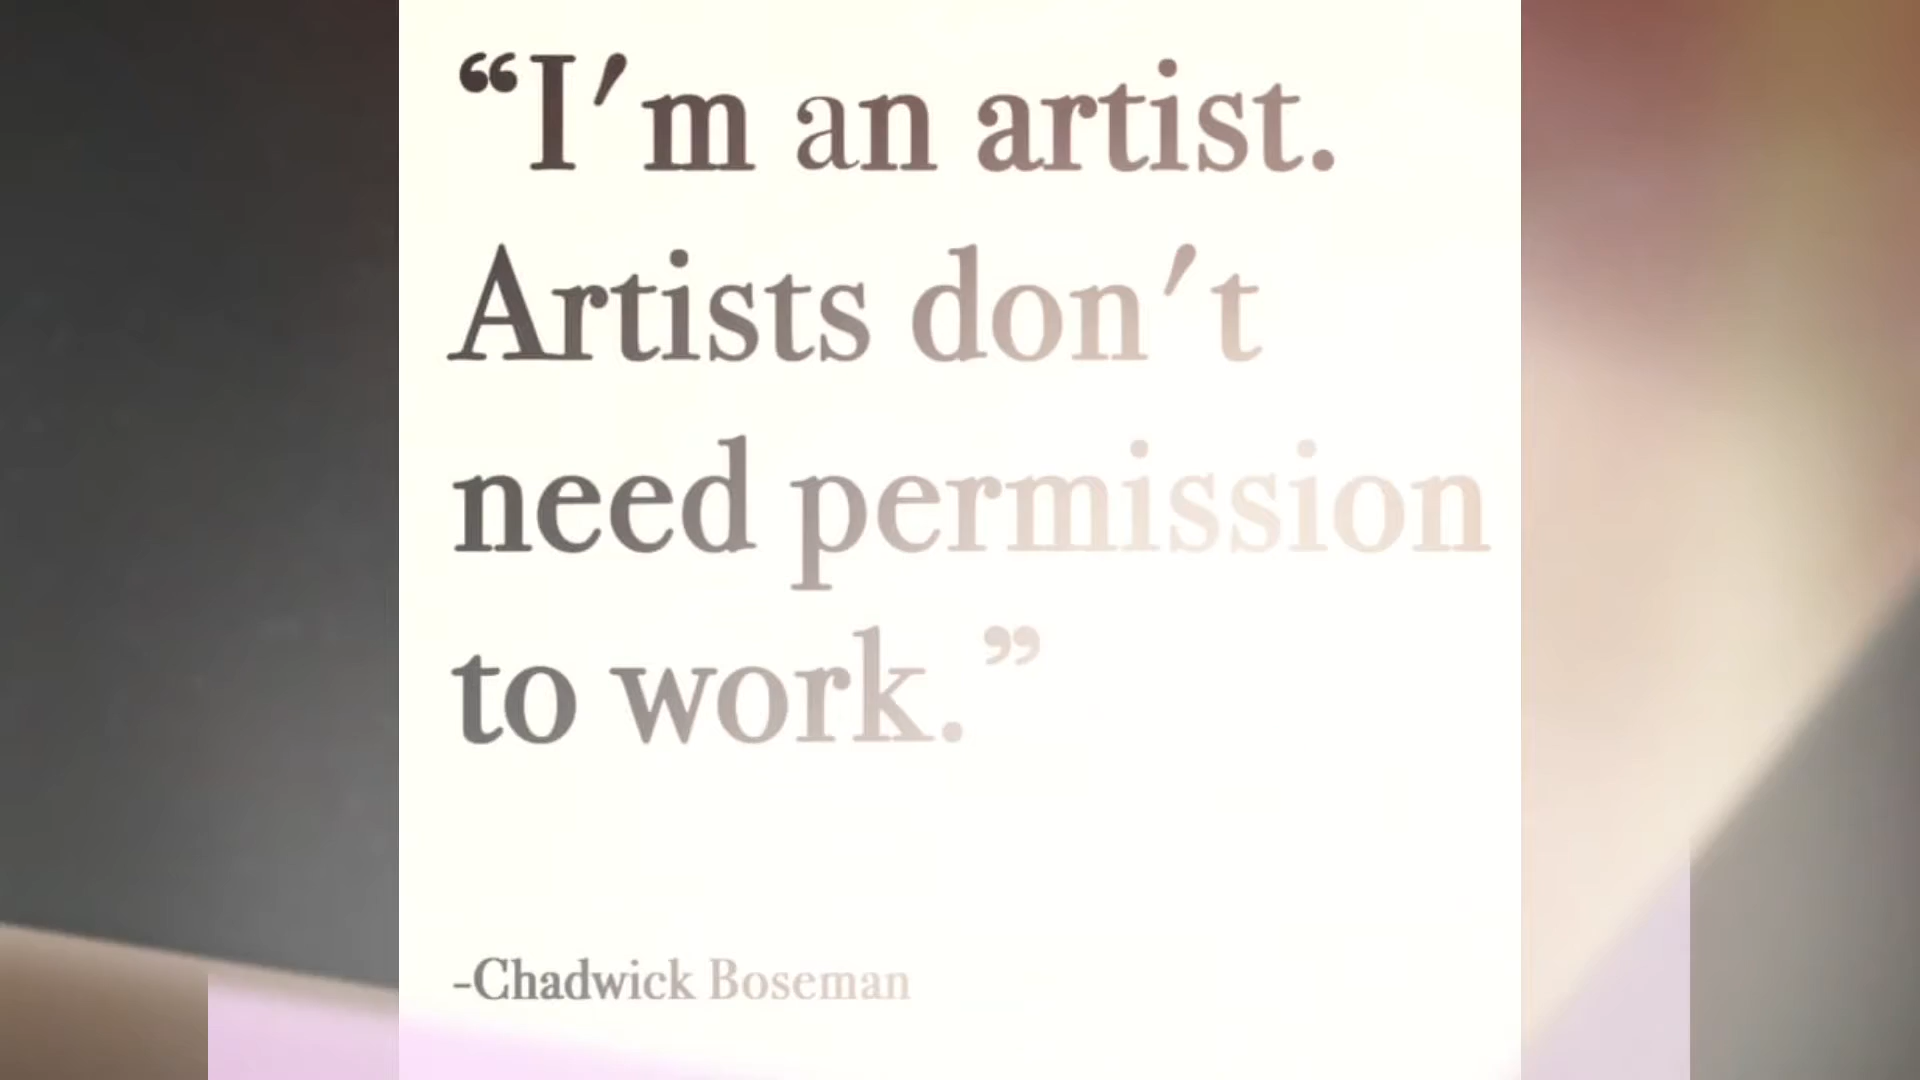 “I'm an artist.
Artists don't
need permission
to work.”
-Chadwick Boseman